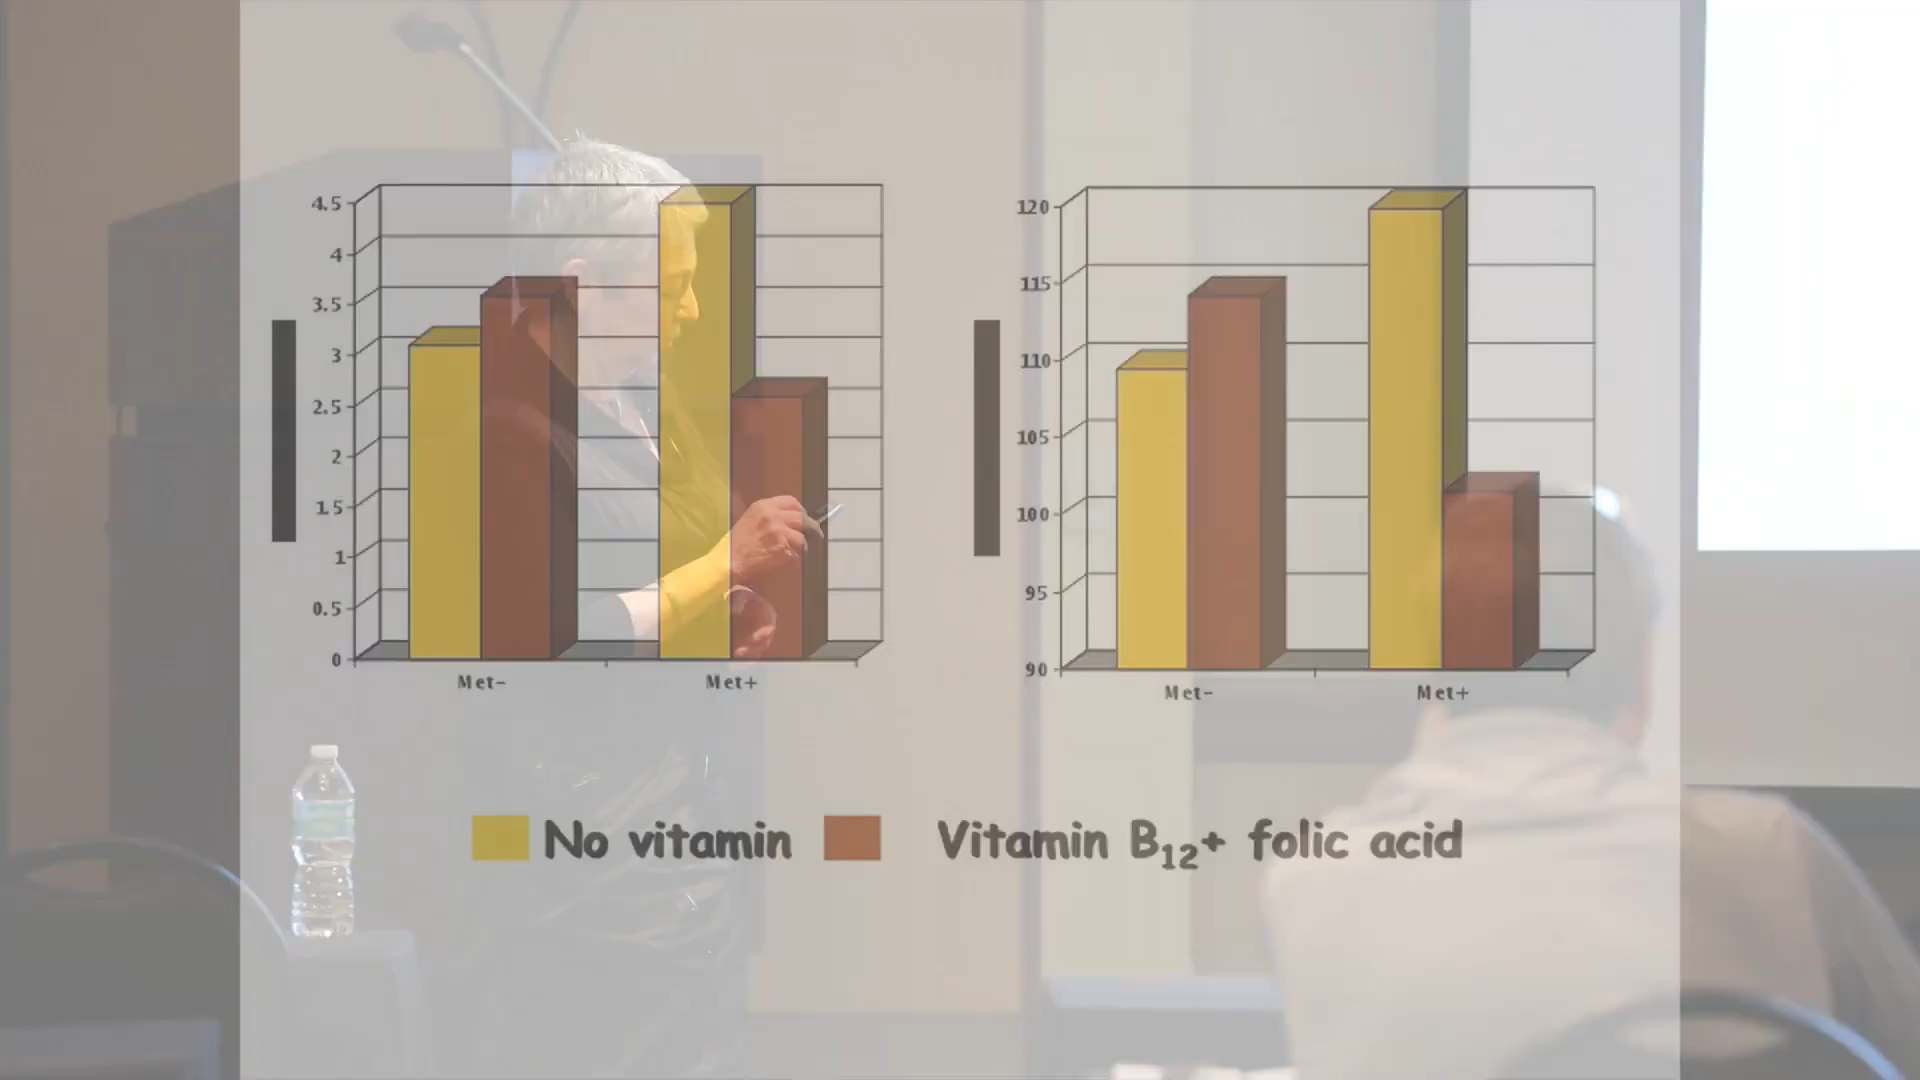 4.5
4
3.5
3
2.5
2
1.5
1
0.5
0
Met-
Met+
120
115
110
105
100
95
90
Met-
Met+
No vitamin
Vitamin B₁₂+ folic acid